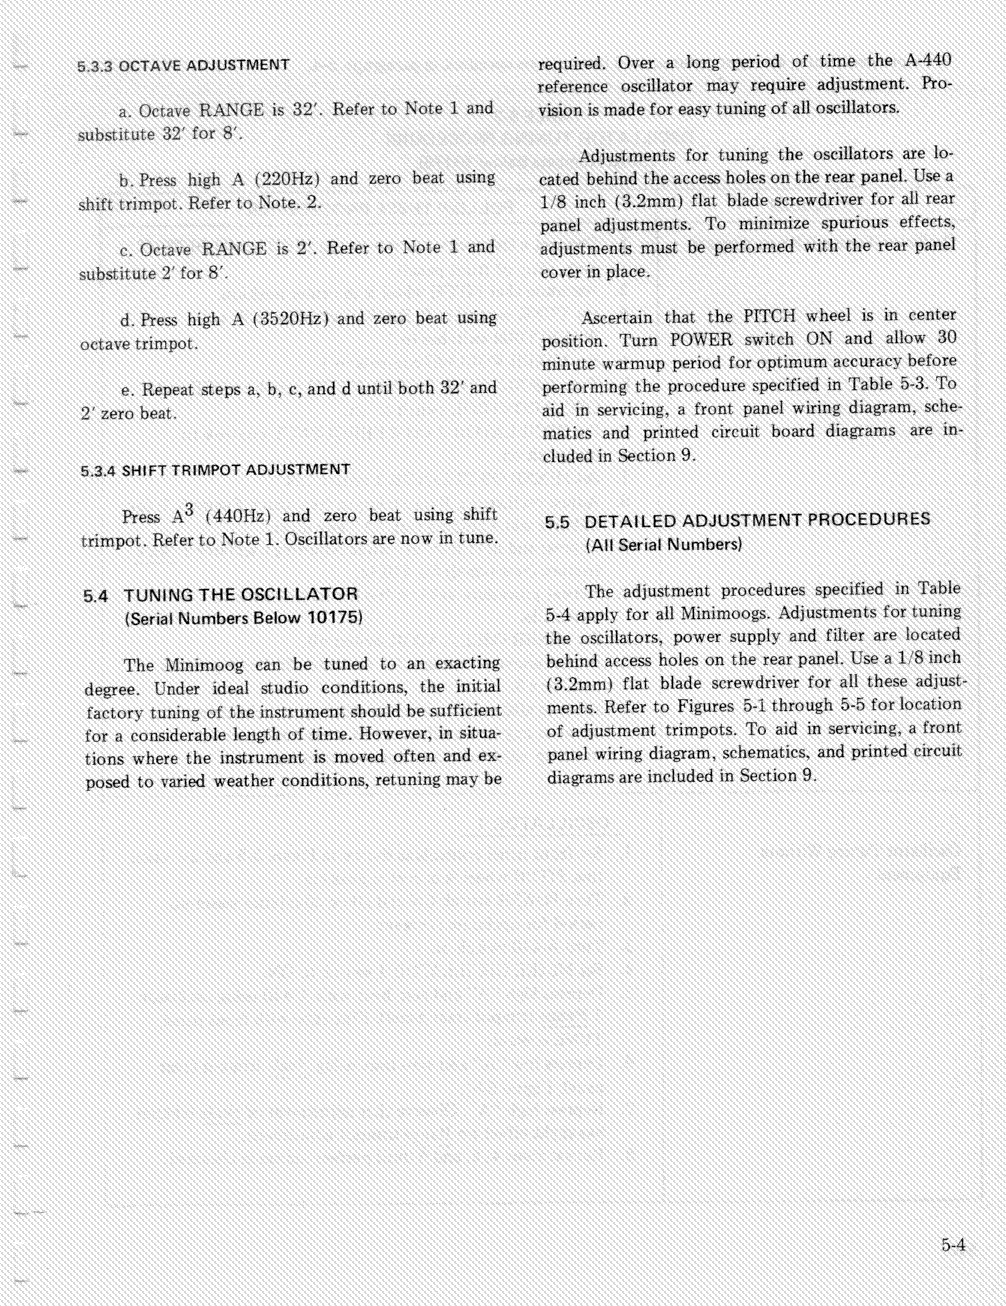 5.3.3 OCTAVE ADJUSTMENT
a. Octave RANGE is 32′. Refer to Note 1 and
substitute 32′ for 8′.
b. Press high A (220Hz) and zero beat using
shift trimpot. Refer to Note. 2.
c. Octave RANGE is 2′. Refer to Note 1 and
substitute 2′ for 8′.
d. Press high A (3520Hz) and zero beat using
octave trimpot.
e. Repeat steps a, b, c, and d until both 32′ and
2′ zero beat.
5.3.4 SHIFT TRIMPOT ADJUSTMENT
Press A³ (440Hz) and zero beat using shift
trimpot. Refer to Note 1. Oscillators are now in tune.
5.4 TUNING THE OSCILLATOR
(Serial Numbers Below 10175)
The Minimoog can be tuned to an exacting
degree. Under ideal studio conditions, the initial
factory tuning of the instrument should be sufficient
for a considerable length of time. However, in situa-
tions where the instrument is moved often and ex-
posed to varied weather conditions, retuning may be
required. Over a long period of time the A-440
reference oscillator may require adjustment. Pro-
vision is made for easy tuning of all oscillators.
Adjustments for tuning the oscillators are lo-
cated behind the access holes on the rear panel. Use a
1/8 inch (3.2mm) flat blade screwdriver for all rear
panel adjustments. To minimize spurious effects,
adjustments must be performed with the rear panel
cover in place.
Ascertain that the PITCH wheel is in center
position. Turn POWER switch ON and allow 30
minute warmup period for optimum accuracy before
performing the procedure specified in Table 5-3. To
aid in servicing, a front panel wiring diagram, sche-
matics and printed circuit board diagrams are in-
cluded in Section 9.
5.5 DETAILED ADJUSTMENT PROCEDURES
(All Serial Numbers)
The adjustment procedures specified in Table
5-4 apply for all Minimoogs. Adjustments for tuning
the oscillators, power supply and filter are located
behind access holes on the rear panel. Use a 1/8 inch
(3.2mm) flat blade screwdriver for all these adjust-
ments. Refer to Figures 5-1 through 5-5 for location
of adjustment trimpots. To aid in servicing, a front
panel wiring diagram, schematics, and printed circuit
diagrams are included in Section 9.
5-4